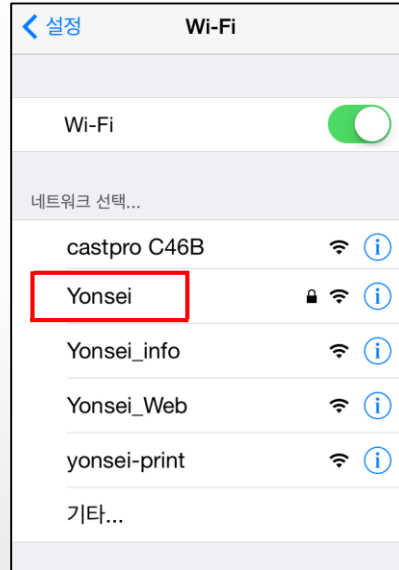 설정 Wi-Fi
Wi-Fi
네트워크 선택...
castpro C46B
Yonsei
Yonsei_info
Yonsei_Web
yonsei-print
기타...